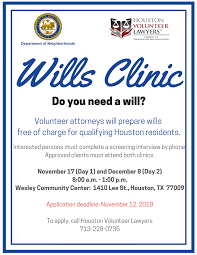 Department of Neighborhoods
HOUSTON
VOLUNTEER
LAWYERS
Wills Clinic
Do you need a will?
Volunteer attorneys will prepare wills
free of charge for qualifying Houston residents.
Interested persons must complete a screening interview by phone.
Approved clients must attend both clinics.
November 17 (Day 1) and December 8 (Day 2)
8:00 a.m. - 1:00 p.m.
Wesley Community Center: 1410 Lee St., Houston, TX 77009
Application deadline: November 12, 2018
To apply, call Houston Volunteer Lawyers
713-228-0735